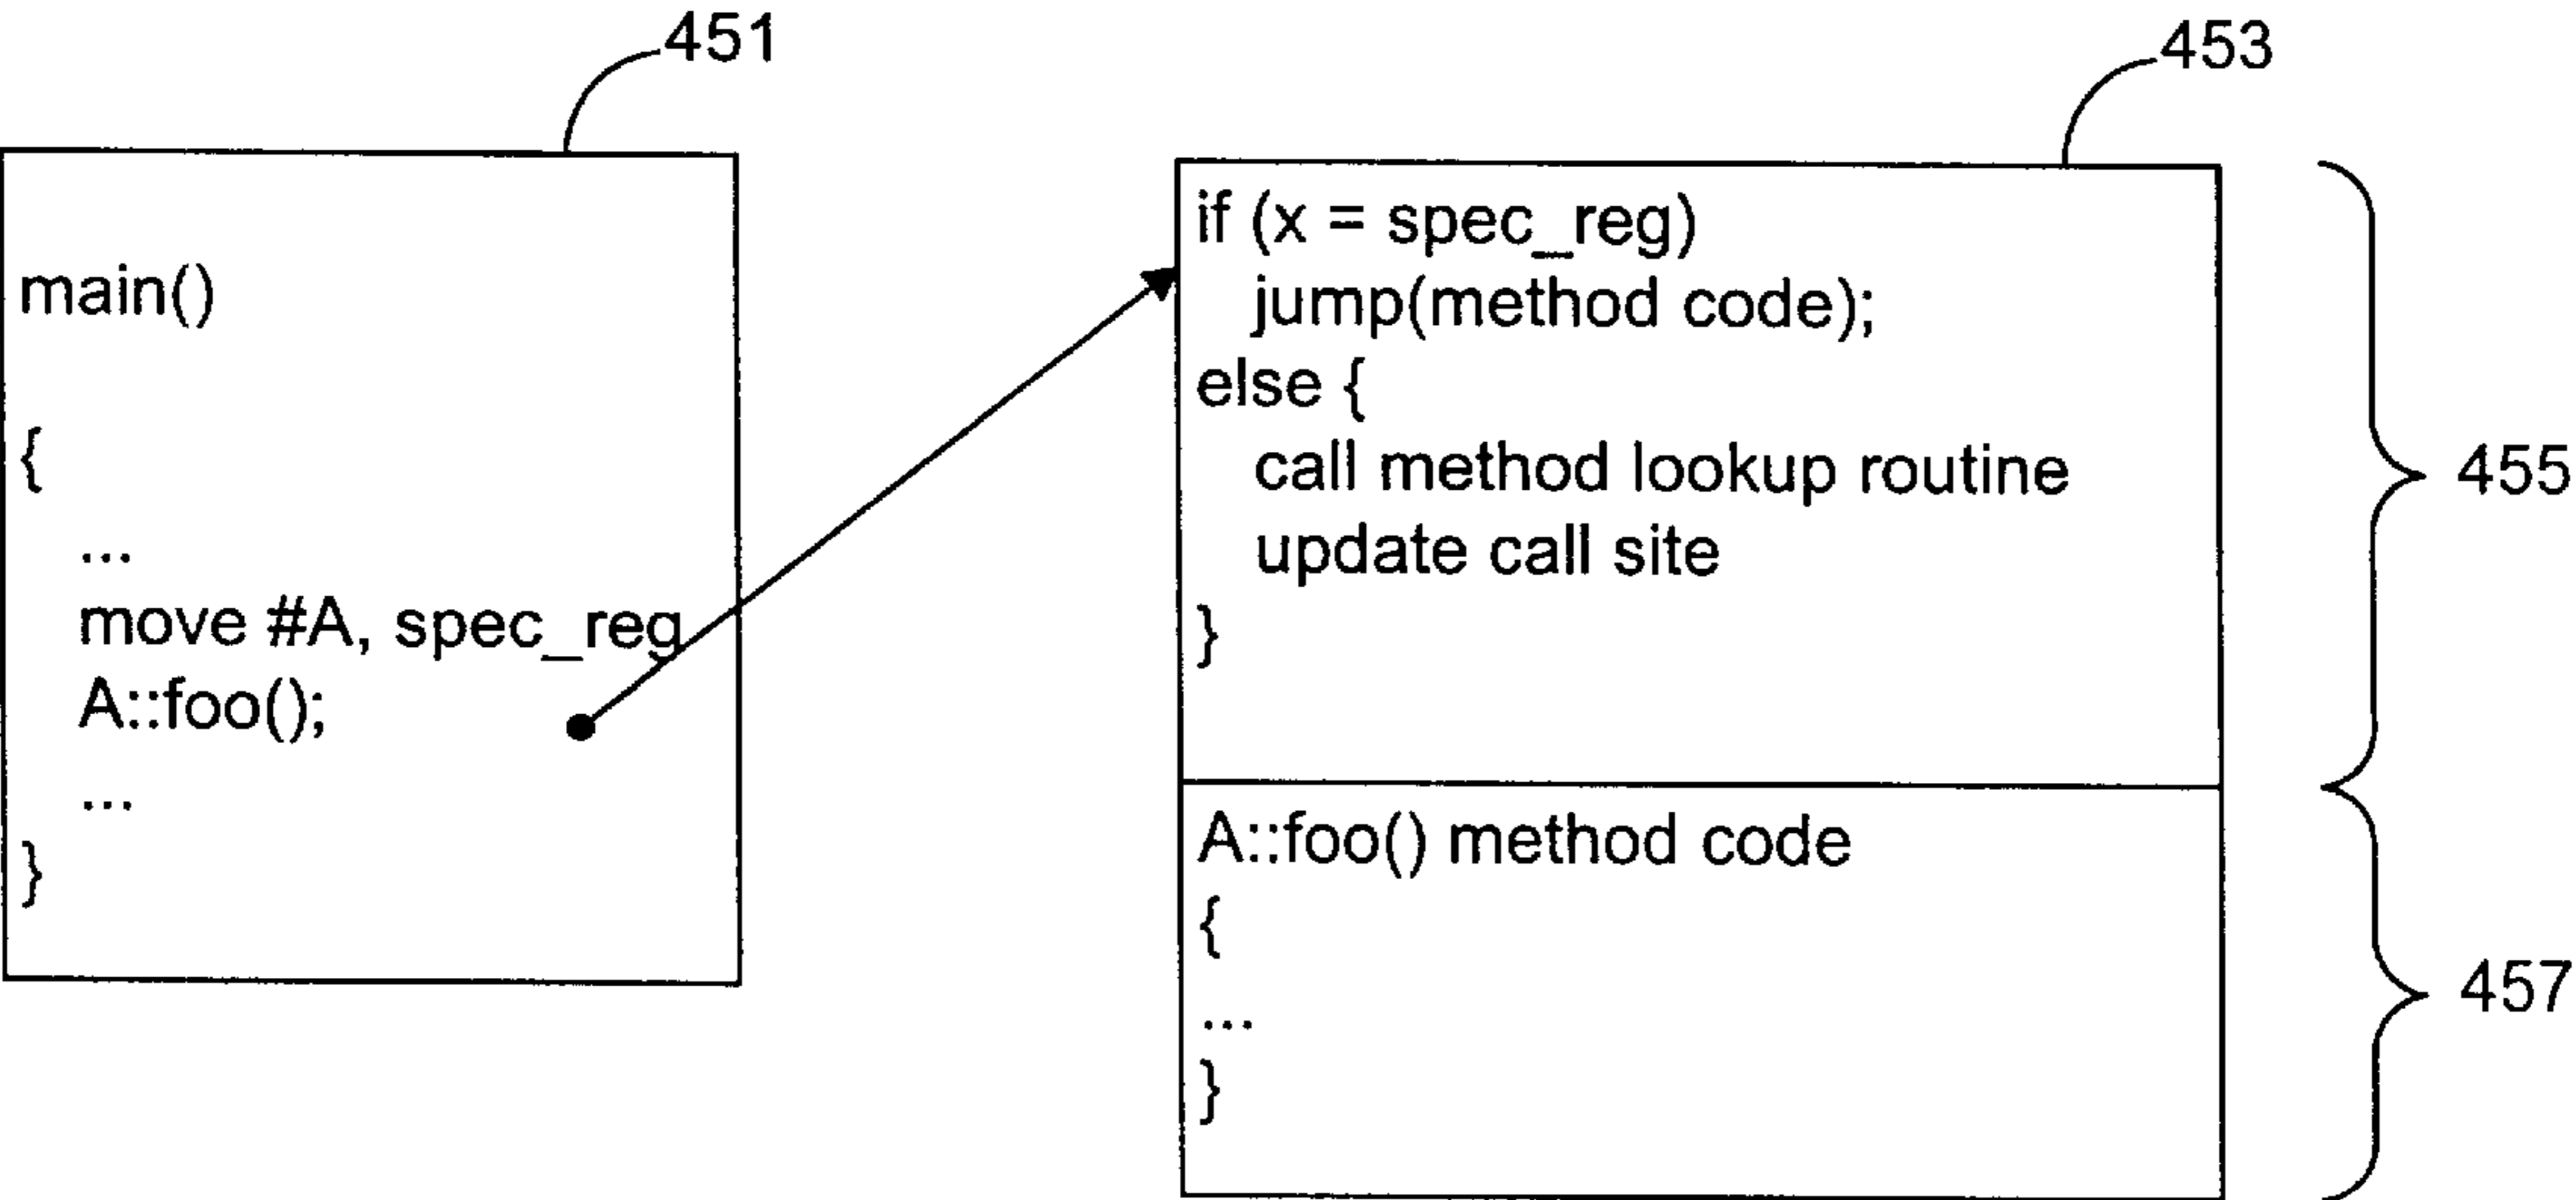 451
main()
{
...
move #A, spec_reg
A::foo();
...
}
453
if (x = spec_reg)
jump(method code);
else {
call method lookup routine
update call site
}
455
A::foo() method code
{
...
}
457